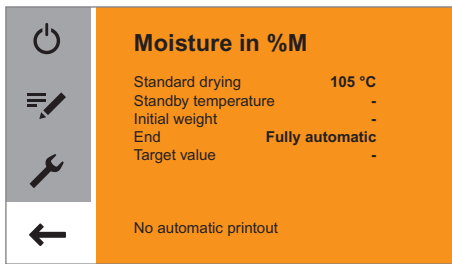 Moisture in %M
Standard drying 105 °C
Standby temperature -
Initial weight -
End Fully automatic
Target value -
No automatic printout